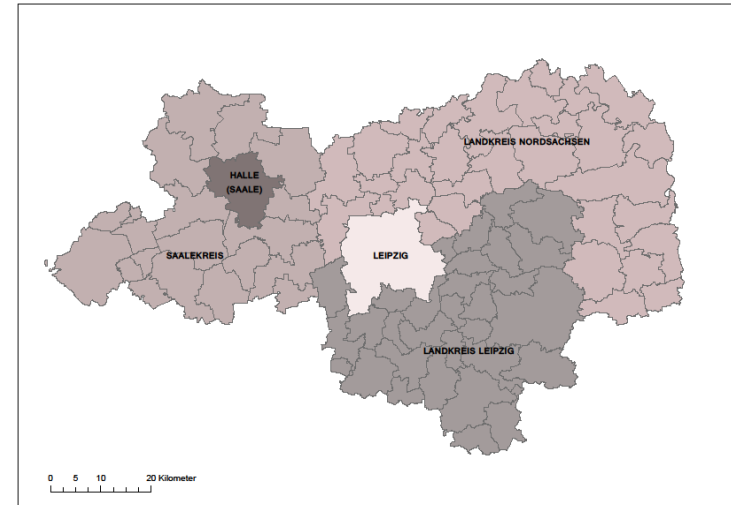 LANDKREIS NORDSACHSEN
HALLE
(SAALE)
SAALEKREIS
LEIPZIG
LANDKREIS LEIPZIG
0 5 10 20 Kilometer